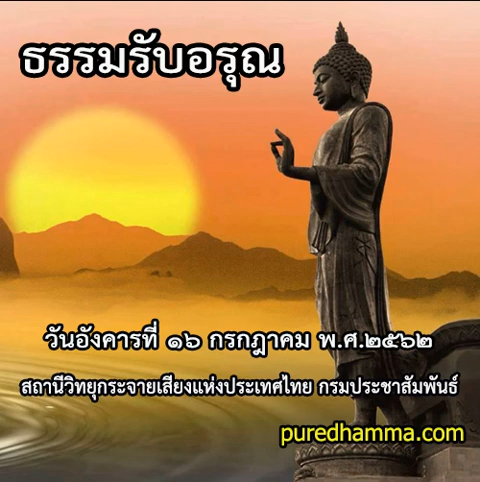 ธรรมรับอรุณ
วันอังคารที่ ๑๖ กรกฎาคม พ.ศ.๒๕๖๒
สถานีวิทยุกระจายเสียงแห่งประเทศไทย กรมประชาสัมพันธ์
puredhamma.com